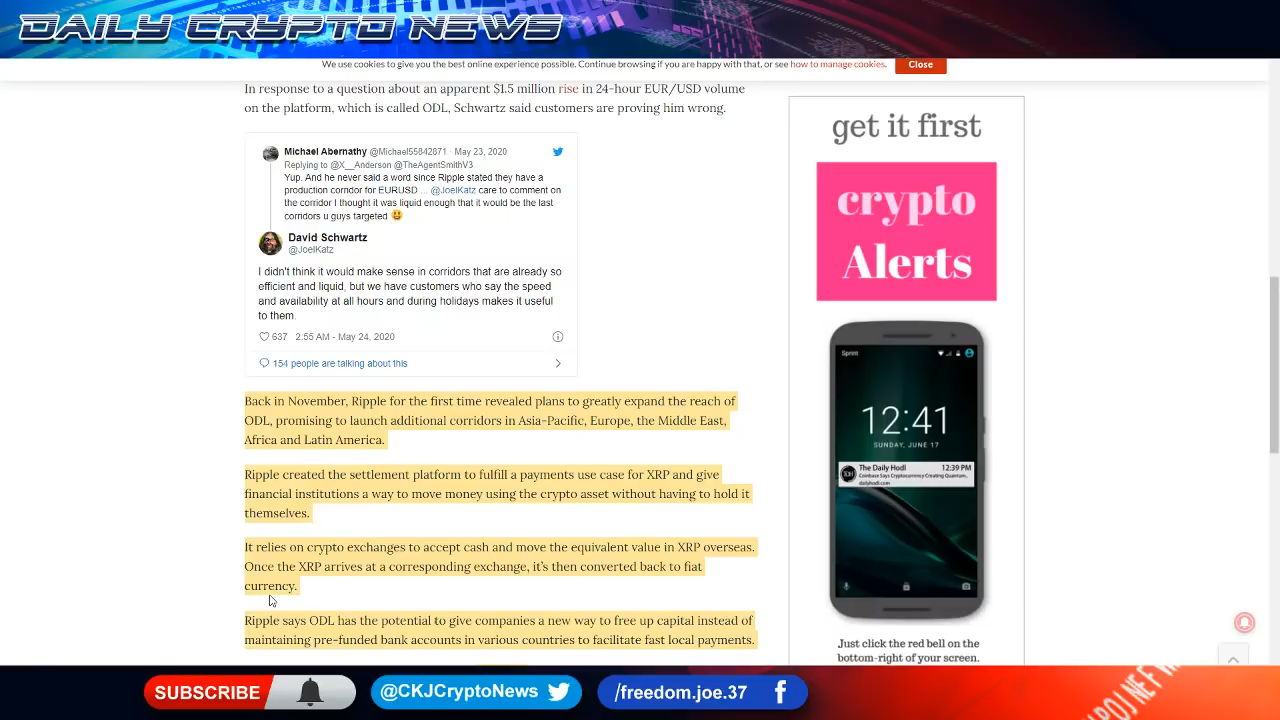 DAILY CRYPTO NEWS
We use cookies to give you the best online experience possible. Continue browsing if you are happy with that, or see how to manage cookies. Close
In response to a question about an apparent $1.5 million rise in 24-hour EUR/USD volume
on the platform, which is called ODL, Schwartz said customers are proving him wrong.
Michael Abernathy @Michael55842871 · May 23, 2020
Replying to @X__Anderson @TheAgentSmithV3
Yup. And he never said a word since Ripple stated they have a
production corridor for EURUSD ... @JoelKatz care to comment on
the corridor I thought it was liquid enough that it would be the last
corridors u guys targeted 😃
David Schwartz
@JoelKatz
I didn't think it would make sense in corridors that are already so
efficient and liquid, but we have customers who say the speed
and availability at all hours and during holidays makes it useful
to them.
637 2:55 AM - May 24, 2020
154 people are talking about this
Back in November, Ripple for the first time revealed plans to greatly expand the reach of
ODL, promising to launch additional corridors in Asia-Pacific, Europe, the Middle East,
Africa and Latin America.
Ripple created the settlement platform to fulfill a payments use case for XRP and give
financial institutions a way to move money using the crypto asset without having to hold it
themselves.
It relies on crypto exchanges to accept cash and move the equivalent value in XRP overseas.
Once the XRP arrives at a corresponding exchange, it's then converted back to fiat
currency.
Ripple says ODL has the potential to give companies a new way to free up capital instead of
maintaining pre-funded bank accounts in various countries to facilitate fast local payments.
get it first
crypto
Alerts
Sprint
12:41
SUNDAY, JUNE 17
The Daily Hodl 12:39 PM
Coinbase Says Cryptocurrency Creating Quantum...
dailyhodl.com
Just click the red bell on the
bottom-right of your screen.
SUBSCRIBE
@CKJCryptoNews
/freedom.joe.37